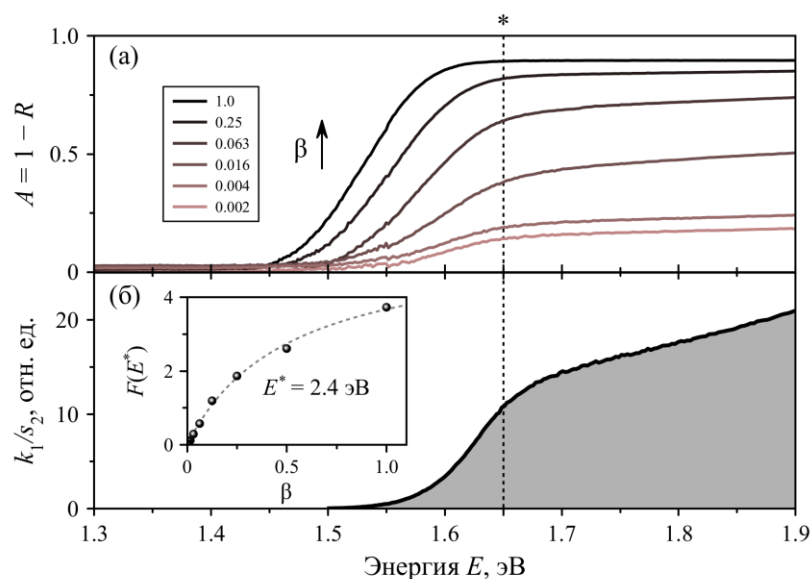 *
(а)
1.0
0.5
0
A = 1 − R
1.0
0.25
0.063
0.016
0.004
0.002
β
(б)
20
10
0
k₁/s₂, отн. ед.
4
2
0
F(E*)
E* = 2.4 эВ
0 0.5 1.0
β
1.3 1.4 1.5 1.6 1.7 1.8 1.9
Энергия E, эВ